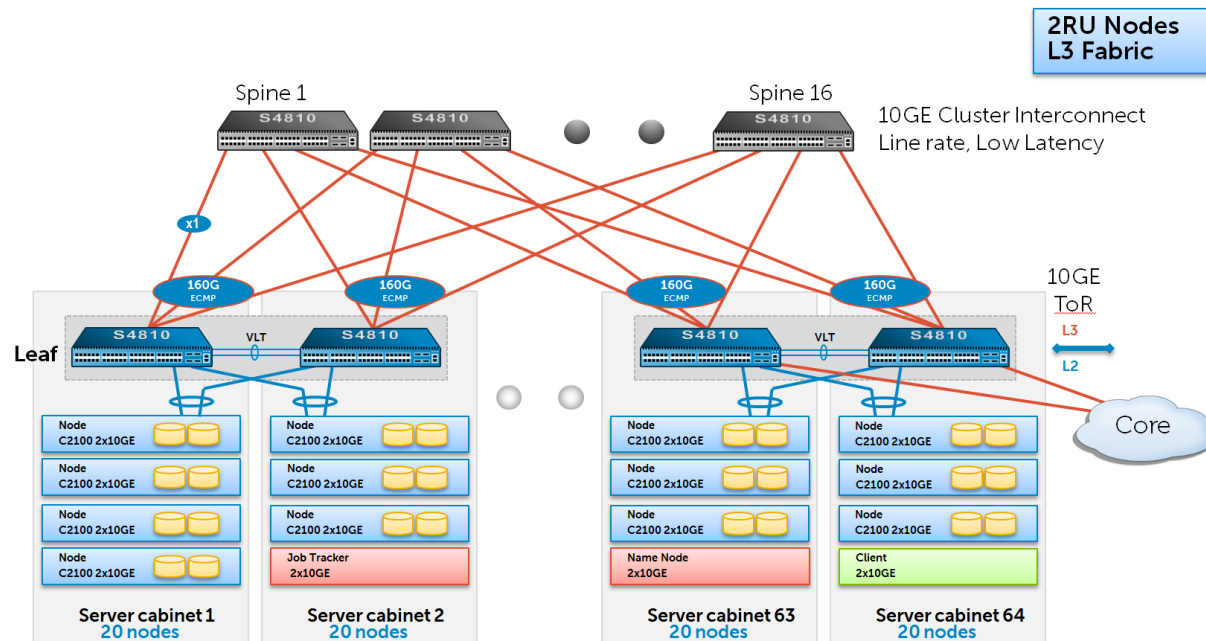 2RU Nodes
L3 Fabric
Spine 1
Spine 16
S4810
S4810
S4810
10GE Cluster Interconnect
Line rate, Low Latency
x1
160G
ECMP
160G
ECMP
160G
ECMP
160G
ECMP
10GE
ToR
L3
L2
Leaf
S4810
VLT
S4810
S4810
VLT
S4810
Core
Node
C2100 2x10GE
Node
C2100 2x10GE
Node
C2100 2x10GE
Node
C2100 2x10GE
Server cabinet 1
20 nodes
Node
C2100 2x10GE
Node
C2100 2x10GE
Node
C2100 2x10GE
Job Tracker
2x10GE
Server cabinet 2
20 nodes
Node
C2100 2x10GE
Node
C2100 2x10GE
Node
C2100 2x10GE
Name Node
2x10GE
Server cabinet 63
20 nodes
Node
C2100 2x10GE
Node
C2100 2x10GE
Node
C2100 2x10GE
Client
2x10GE
Server cabinet 64
20 nodes